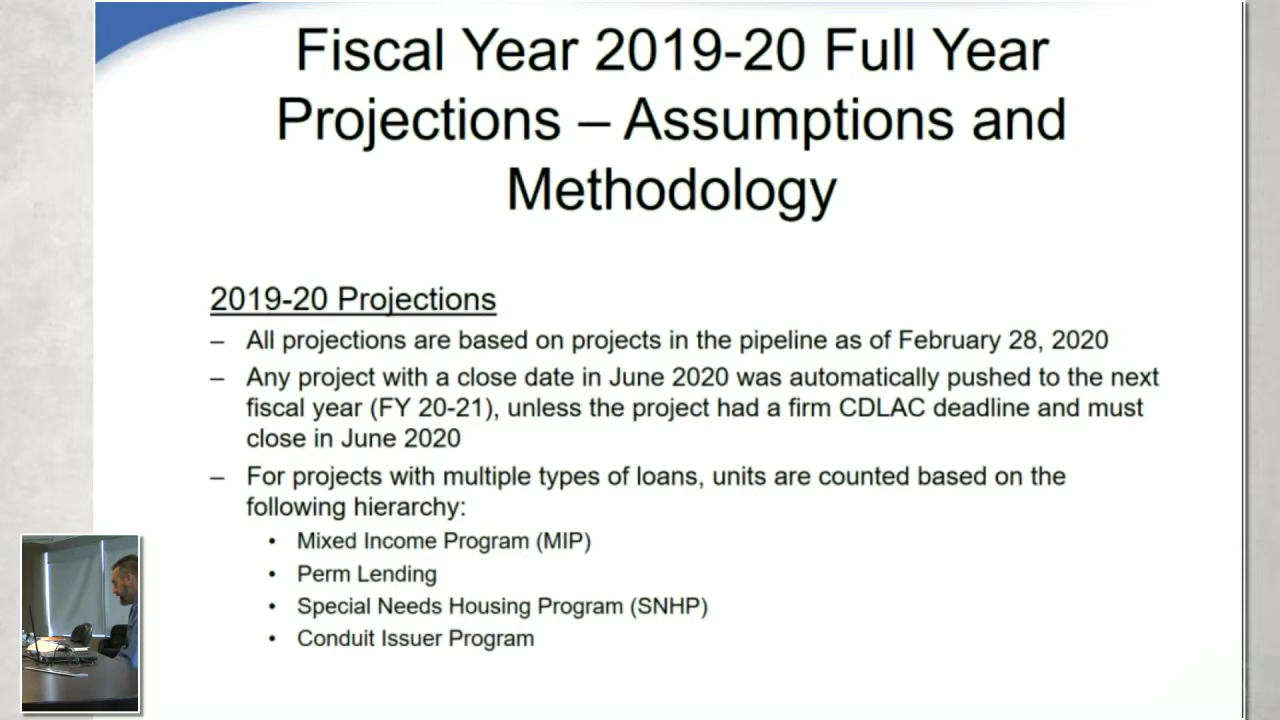 Fiscal Year 2019-20 Full Year
Projections – Assumptions and
Methodology
2019-20 Projections
– All projections are based on projects in the pipeline as of February 28, 2020
– Any project with a close date in June 2020 was automatically pushed to the next
fiscal year (FY 20-21), unless the project had a firm CDLAC deadline and must
close in June 2020
– For projects with multiple types of loans, units are counted based on the
following hierarchy:
• Mixed Income Program (MIP)
• Perm Lending
• Special Needs Housing Program (SNHP)
• Conduit Issuer Program